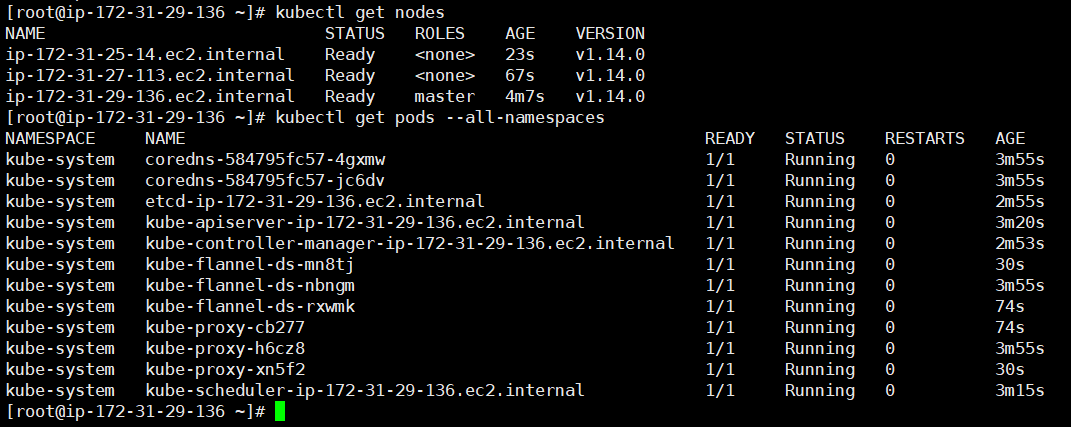 [root@ip-172-31-29-136 ~]# kubectl get nodes
NAME                            STATUS   ROLES    AGE    VERSION
ip-172-31-25-14.ec2.internal    Ready    <none>   23s    v1.14.0
ip-172-31-27-113.ec2.internal   Ready    <none>   67s    v1.14.0
ip-172-31-29-136.ec2.internal   Ready    master   4m7s   v1.14.0
[root@ip-172-31-29-136 ~]# kubectl get pods --all-namespaces
NAMESPACE     NAME                                                    READY   STATUS    RESTARTS   AGE
kube-system   coredns-584795fc57-4gxmw                                1/1     Running   0          3m55s
kube-system   coredns-584795fc57-jc6dv                                1/1     Running   0          3m55s
kube-system   etcd-ip-172-31-29-136.ec2.internal                      1/1     Running   0          2m55s
kube-system   kube-apiserver-ip-172-31-29-136.ec2.internal            1/1     Running   0          3m20s
kube-system   kube-controller-manager-ip-172-31-29-136.ec2.internal   1/1     Running   0          2m53s
kube-system   kube-flannel-ds-mn8tj                                   1/1     Running   0          30s
kube-system   kube-flannel-ds-nbngm                                   1/1     Running   0          3m55s
kube-system   kube-flannel-ds-rxwmk                                   1/1     Running   0          74s
kube-system   kube-proxy-cb277                                        1/1     Running   0          74s
kube-system   kube-proxy-h6cz8                                        1/1     Running   0          3m55s
kube-system   kube-proxy-xn5f2                                        1/1     Running   0          30s
kube-system   kube-scheduler-ip-172-31-29-136.ec2.internal            1/1     Running   0          3m15s
[root@ip-172-31-29-136 ~]#